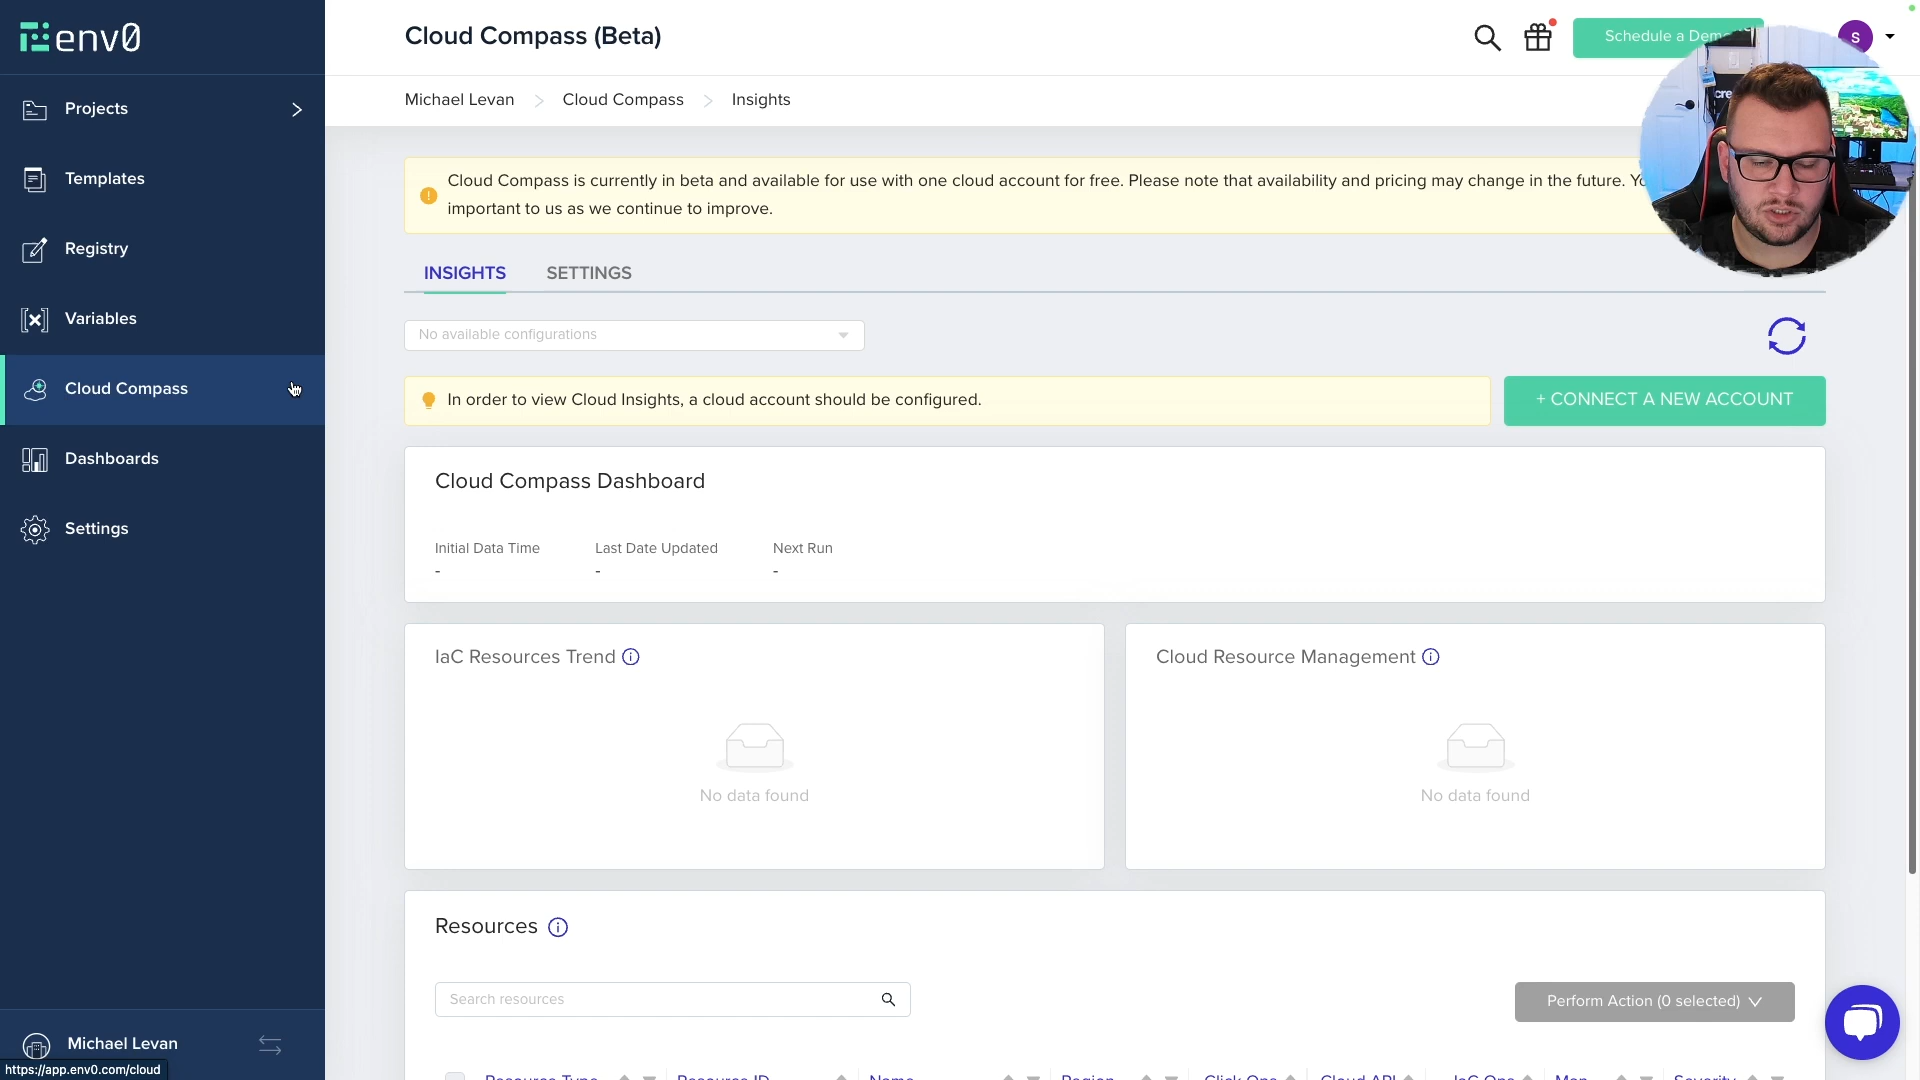 env0
Cloud Compass (Beta)
Schedule a Demo
S
Projects
Michael Levan
Cloud Compass
Insights
Templates
Cloud Compass is currently in beta and available for use with one cloud account for free. Please note that availability and pricing may change in the future.
important to us as we continue to improve.
Registry
INSIGHTS
SETTINGS
Variables
No available configurations
Cloud Compass
In order to view Cloud Insights, a cloud account should be configured.
+ CONNECT A NEW ACCOUNT
Dashboards
Cloud Compass Dashboard
Settings
Initial Data Time
Last Date Updated
Next Run
-
-
-
IaC Resources Trend
Cloud Resource Management
No data found
No data found
Resources
Search resources
Perform Action (0 selected)
Michael Levan
https://app.env0.com/cloud
Resource Type
Resource ID
Name
Region
Click Ops
Cloud API
IaC Ops
Severity